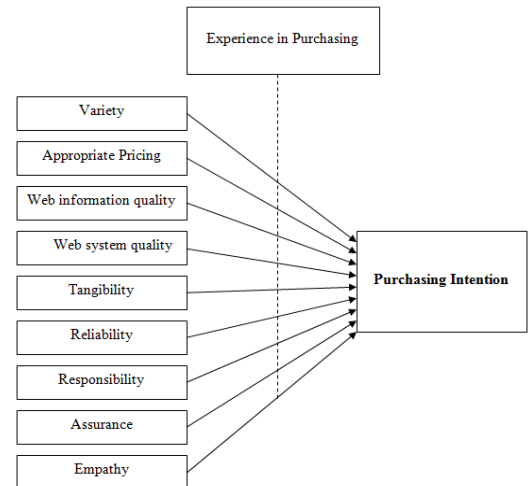 Experience in Purchasing
Variety
Appropriate Pricing
Web information quality
Web system quality
Tangibility
Reliability
Responsibility
Assurance
Empathy
Purchasing Intention